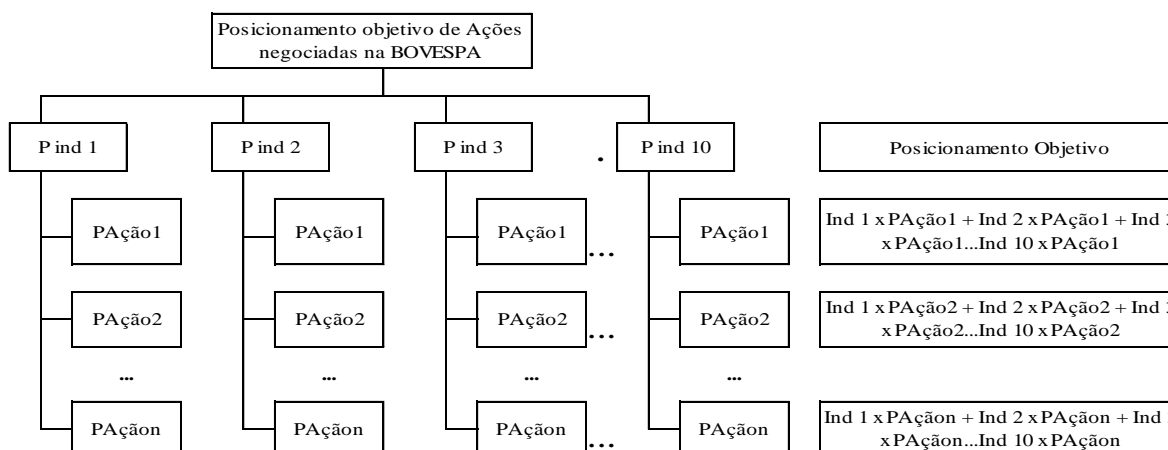 Posicionamento objetivo de Ações
negociadas na BOVESPA
P ind 1
P ind 2
P ind 3
.
P ind 10
Posicionamento Objetivo
PAção1
PAção1
PAção1
...
PAção1
Ind 1 x PAção1 + Ind 2 x PAção1 + Ind
x PAção1...Ind 10 x PAção1
PAção2
PAção2
PAção2
...
PAção2
Ind 1 x PAção2 + Ind 2 x PAção2 + Ind
x PAção2...Ind 10 x PAção2
...
...
...
...
PAçãon
PAçãon
PAçãon
...
PAçãon
Ind 1 x PAçãon + Ind 2 x PAçãon + Ind
x PAçãon...Ind 10 x PAçãon